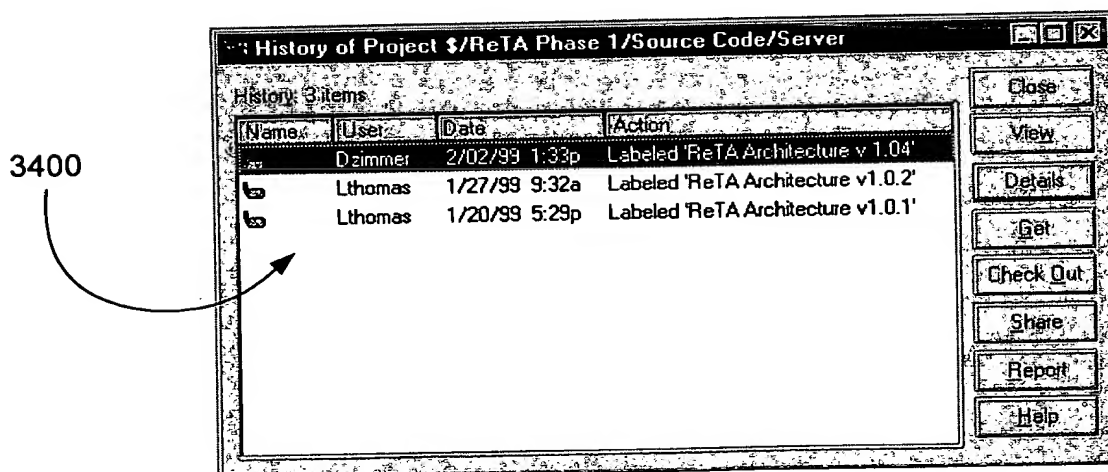 History of Project $/ReTA Phase 1/Source Code/Server
History: 3 items
Name User Date Action
Dzimmer 2/02/99 1:33p Labeled 'ReTA Architecture v 1.04'
Lthomas 1/27/99 9:32a Labeled 'ReTA Architecture v1.0.2'
Lthomas 1/20/99 5:29p Labeled 'ReTA Architecture v1.0.1'
Close
View
Details
Get
Check Out
Share
Report
Help
3400